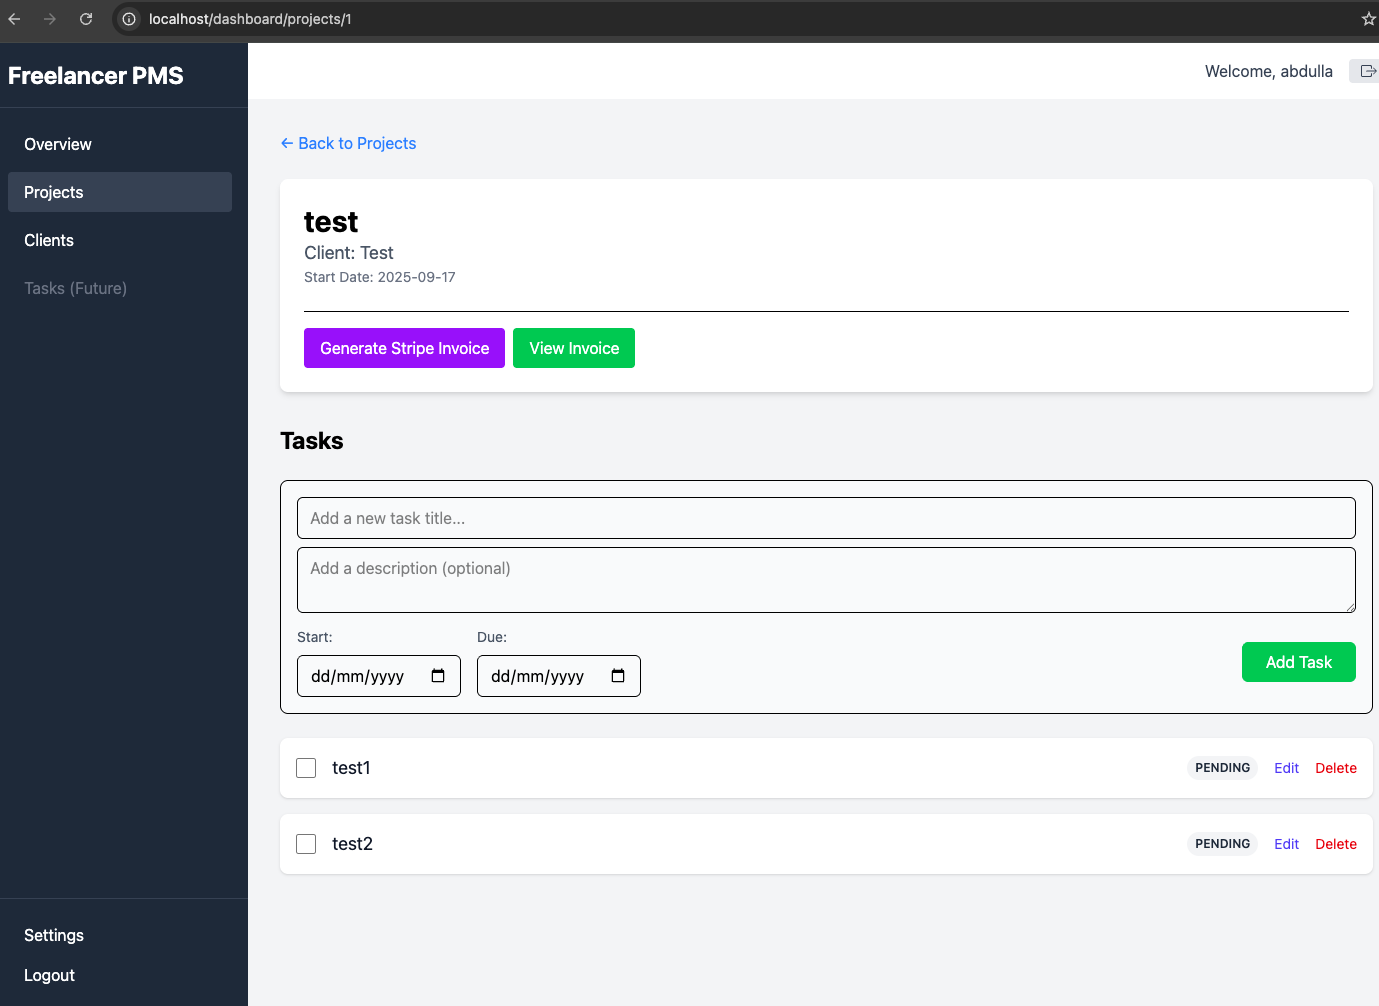 localhost/dashboard/projects/1
Freelancer PMS
Welcome, abdulla
Overview
Projects
Clients
Tasks (Future)
Settings
Logout
← Back to Projects
test
Client: Test
Start Date: 2025-09-17
Generate Stripe Invoice
View Invoice
Tasks
Add a new task title...
Add a description (optional)
Start:
Due:
dd/mm/yyyy
dd/mm/yyyy
Add Task
test1
PENDING
Edit
Delete
test2
PENDING
Edit
Delete